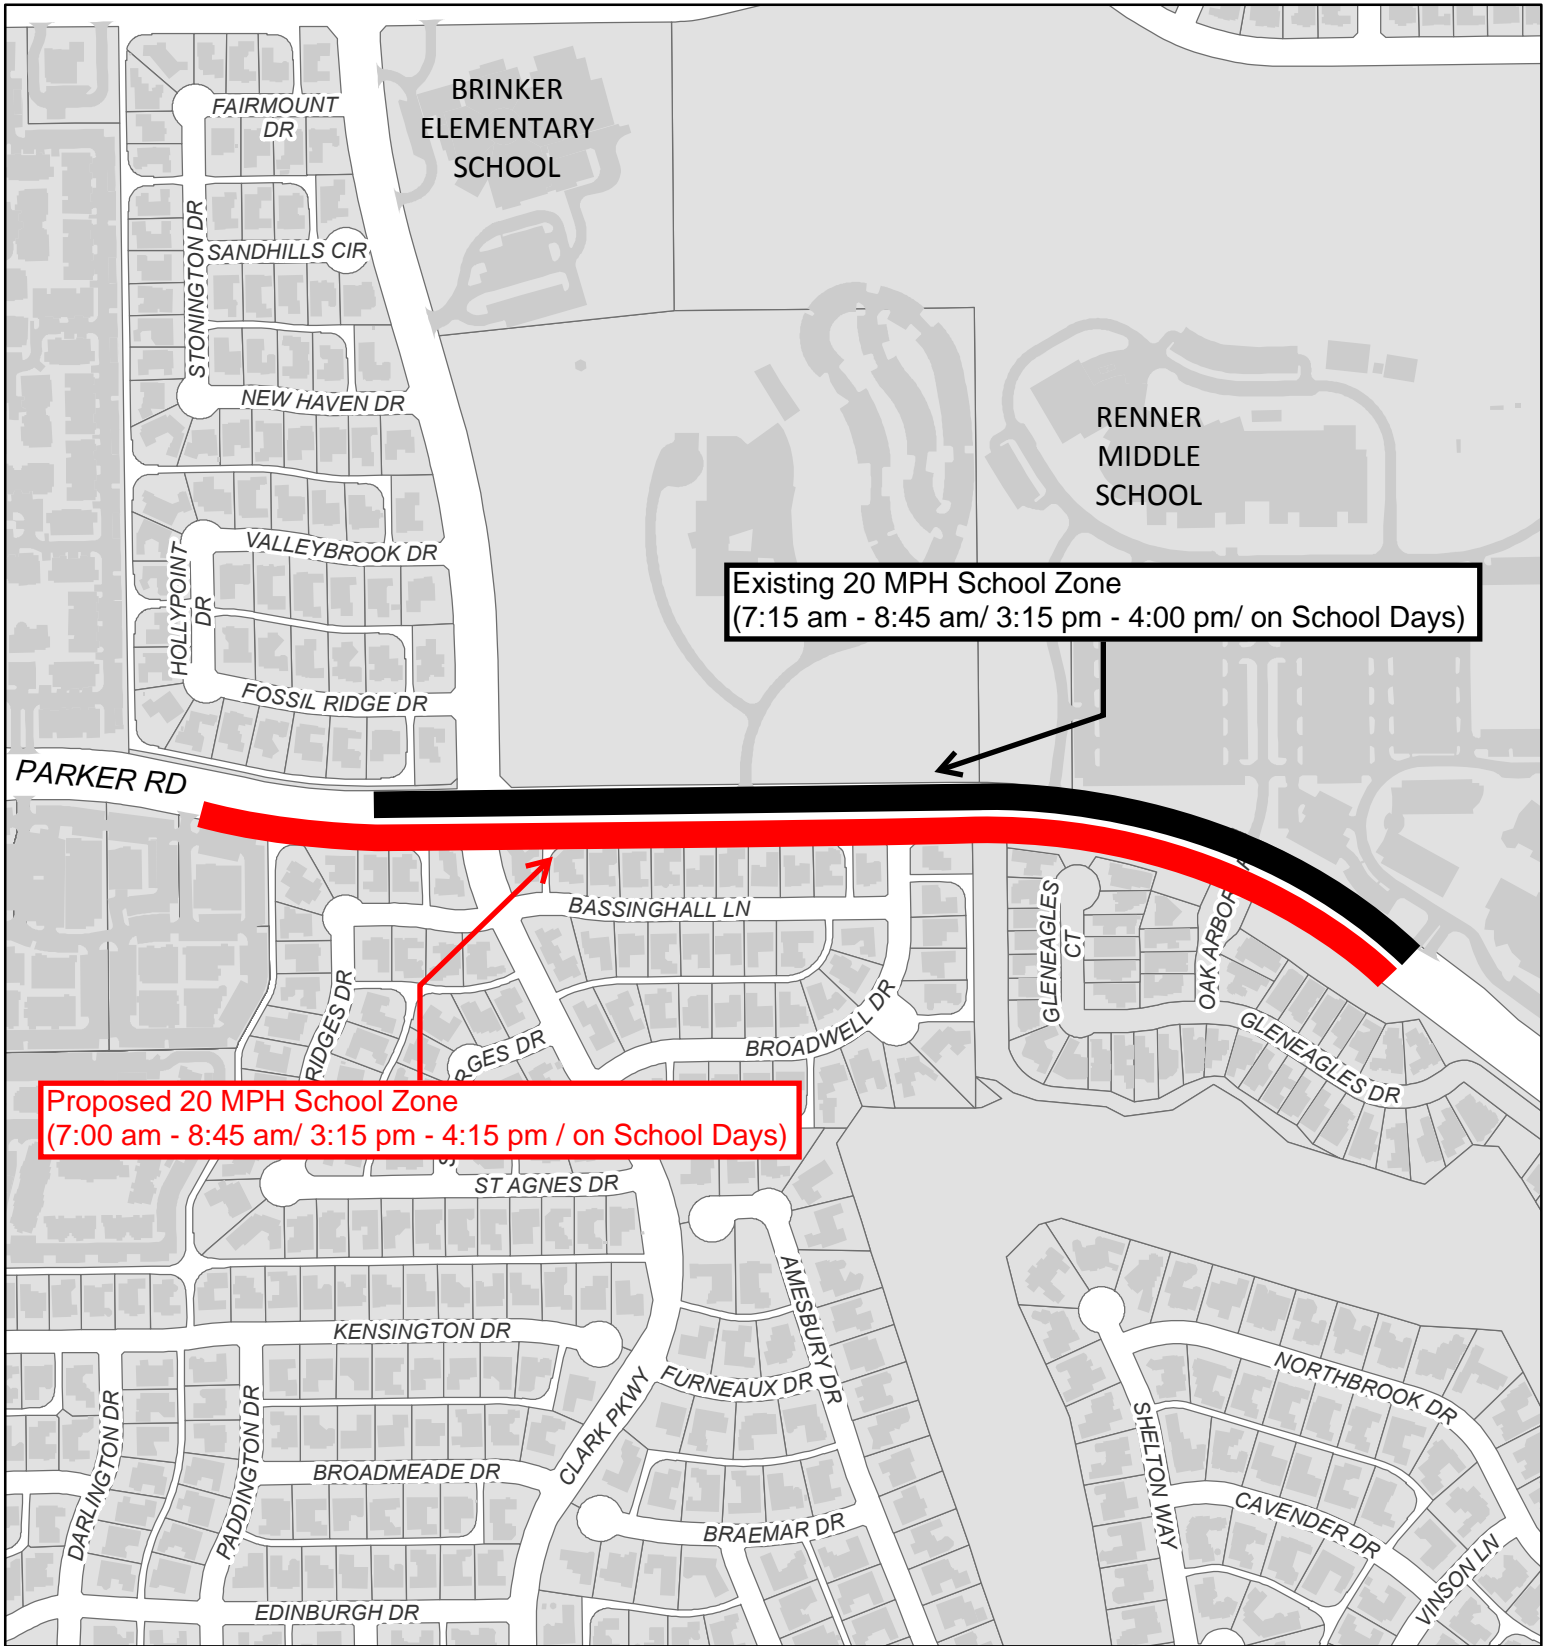 BRINKER
ELEMENTARY
SCHOOL
FAIRMOUNT
DR
STONINGTON DR
SANDHILLS CIR
NEW HAVEN DR
RENNER
MIDDLE
SCHOOL
VALLEYBROOK DR
HOLLYPOINT
DR
Existing 20 MPH School Zone
(7:15 am - 8:45 am/ 3:15 pm - 4:00 pm/ on School Days)
FOSSIL RIDGE DR
PARKER RD
BASSINGHALL LN
GLENEAGLES
CT
OAK ARBOR
RIDGES DR
RGES DR
BROADWELL DR
GLENEAGLES DR
Proposed 20 MPH School Zone
(7:00 am - 8:45 am/ 3:15 pm - 4:15 pm / on School Days)
ST AGNES DR
AMESBURY DR
KENSINGTON DR
FURNEAUX DR
NORTHBROOK DR
DARLINGTON DR
PADDINGTON DR
CLARK PKWY
SHELTON WAY
BROADMEADE DR
BRAEMAR DR
CAVENDER DR
VINSON LN
EDINBURGH DR